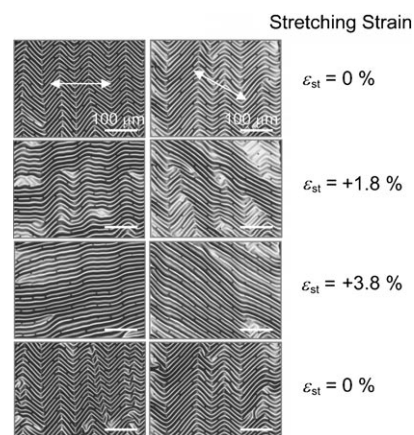 Stretching Strain
100 μm
100 μm
εst = 0 %
εst = +1.8 %
εst = +3.8 %
εst = 0 %